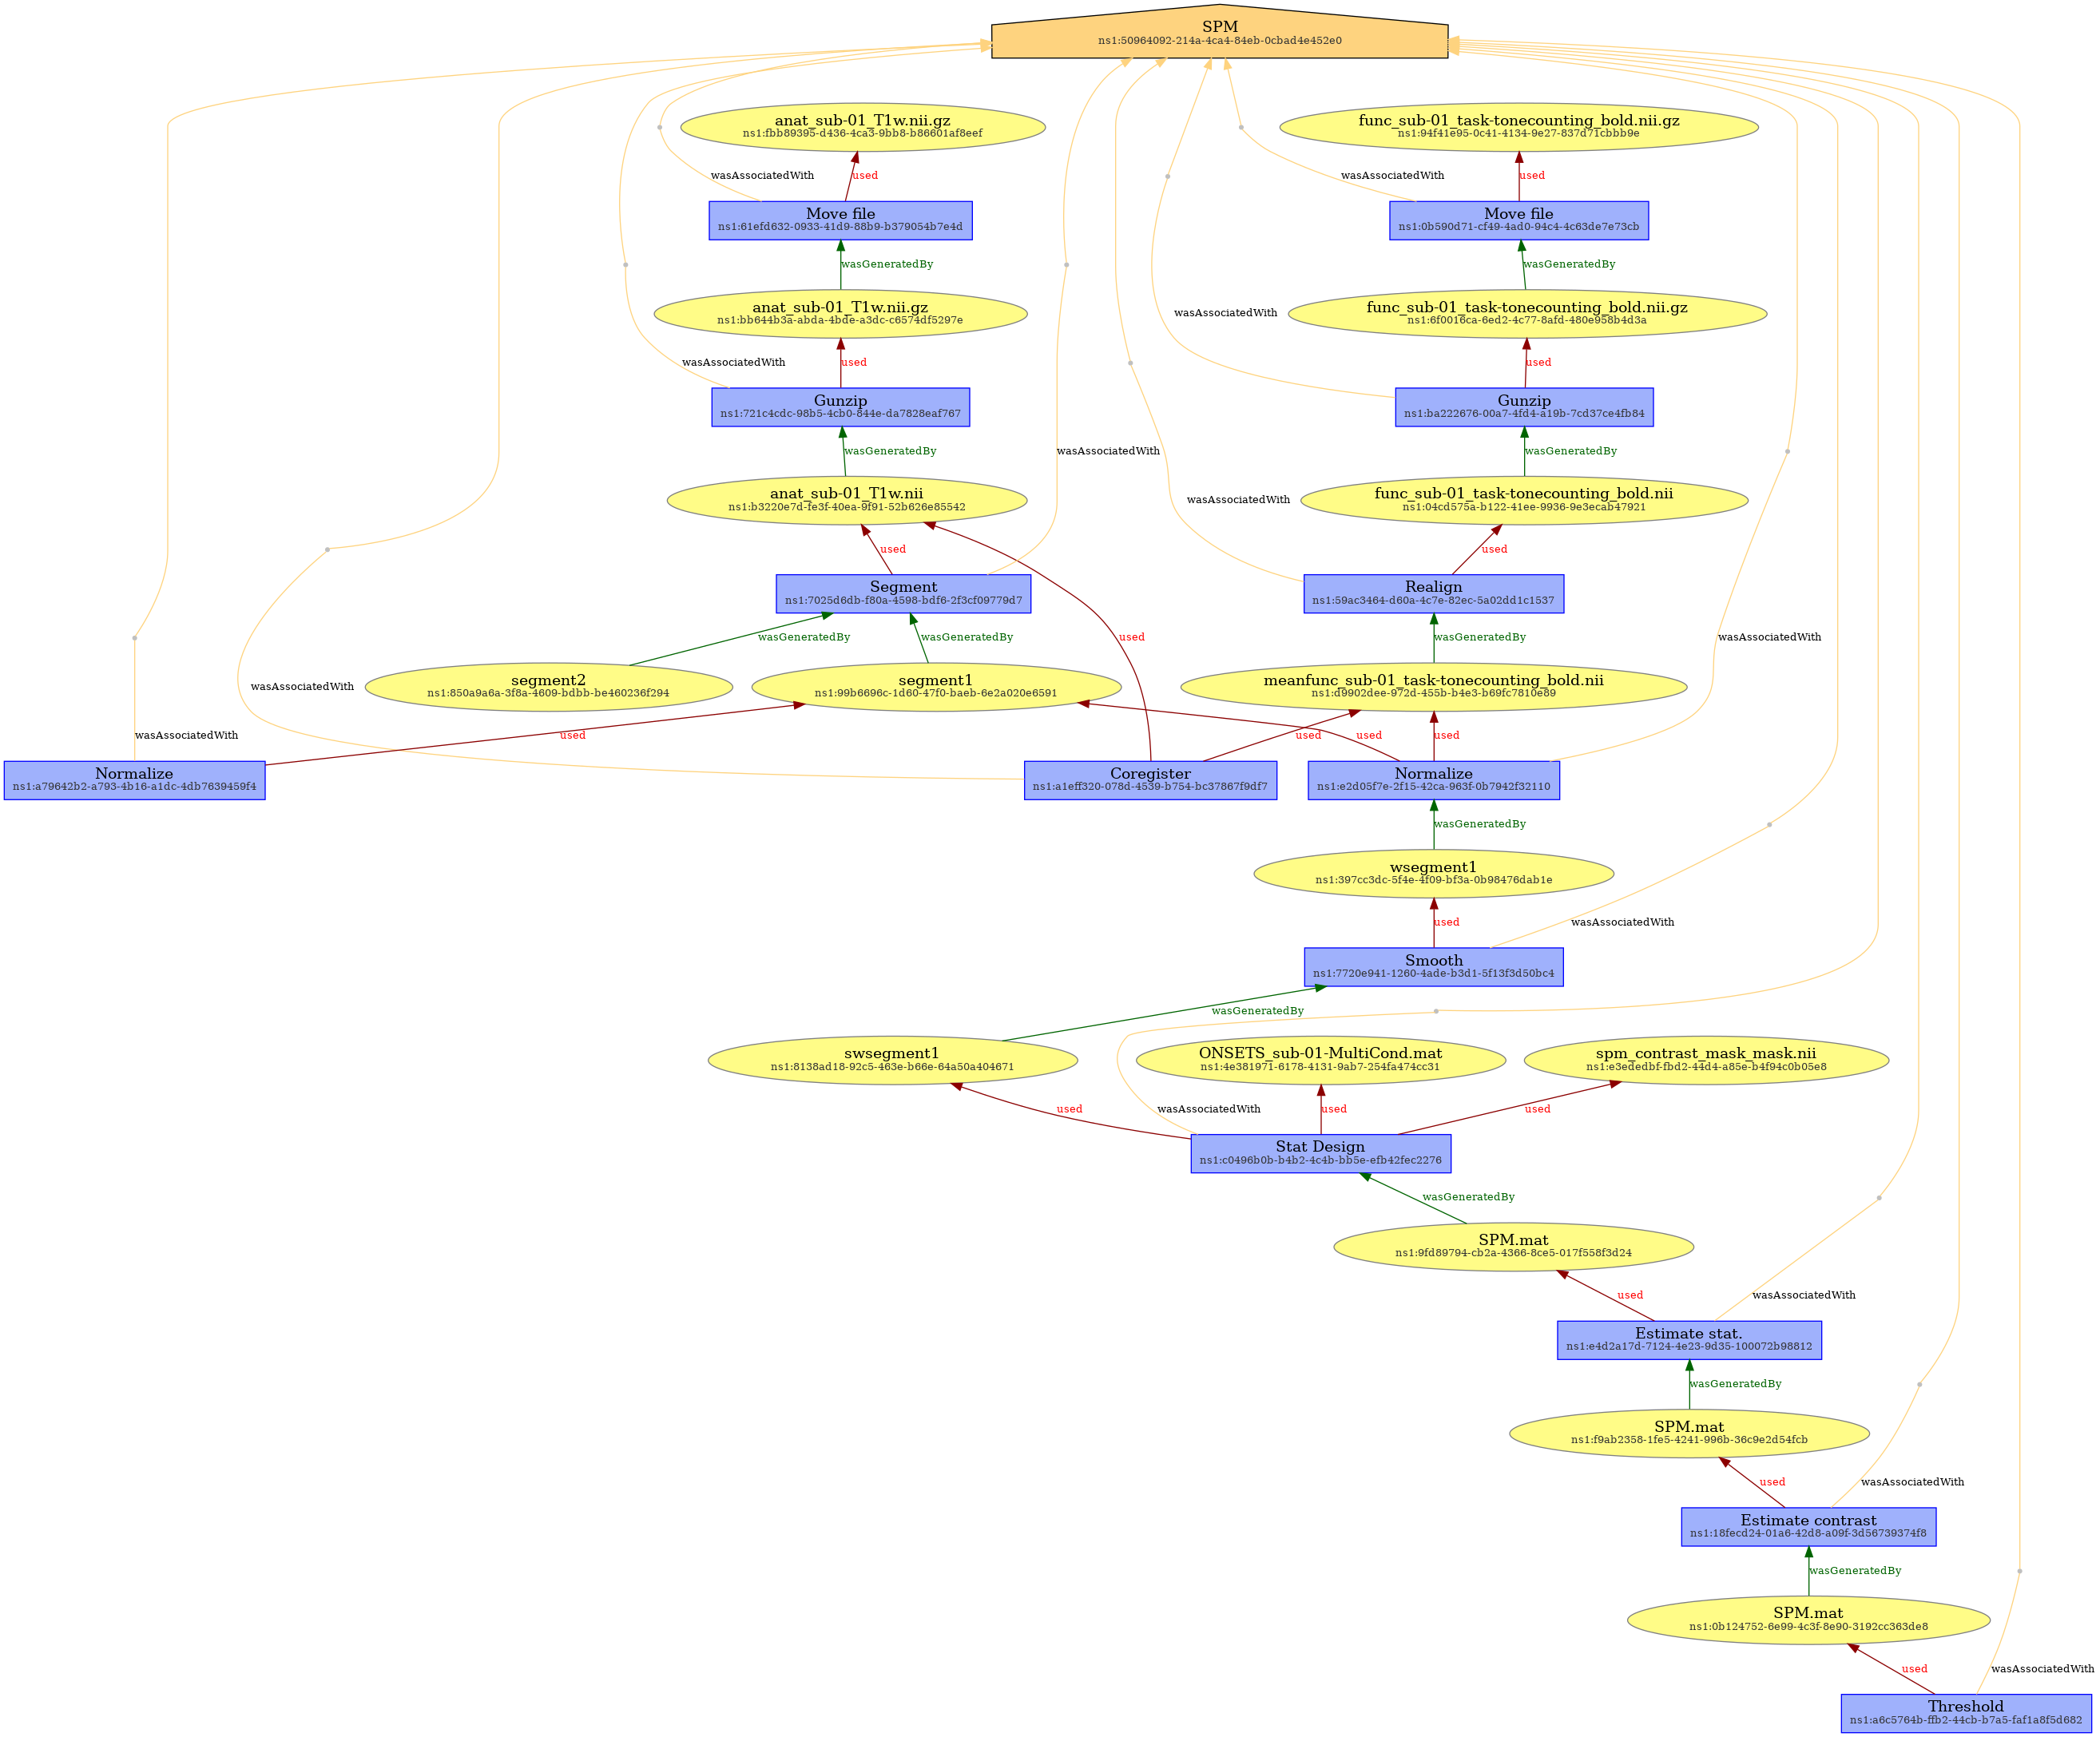 SPM
ns1:50964092-214a-4ca4-84eb-0cbad4e452e0
anat_sub-01_T1w.nii.gz
ns1:fbb89395-d436-4ca3-9bb8-b86601af8eef
func_sub-01_task-tonecounting_bold.nii.gz
ns1:94f41e95-0c41-4134-9e27-837d71cbbb9e
wasAssociatedWith
used
wasAssociatedWith
used
Move file
ns1:61efd632-0933-41d9-88b9-b379054b7e4d
Move file
ns1:0b590d71-cf49-4ad0-94c4-4c63de7e73cb
wasGeneratedBy
wasGeneratedBy
anat_sub-01_T1w.nii.gz
ns1:bb644b3a-abda-4bde-a3dc-c6574df5297e
wasAssociatedWith
func_sub-01_task-tonecounting_bold.nii.gz
ns1:6f0016ca-6ed2-4c77-8afd-480e958b4d3a
wasAssociatedWith
used
used
Gunzip
ns1:721c4cdc-98b5-4cb0-844e-da7828eaf767
Gunzip
ns1:ba222676-00a7-4fd4-a19b-7cd37ce4fb84
wasGeneratedBy
wasAssociatedWith
wasGeneratedBy
anat_sub-01_T1w.nii
ns1:b3220e7d-fe3f-40ea-9f91-52b626e85542
wasAssociatedWith
func_sub-01_task-tonecounting_bold.nii
ns1:04cd575a-b122-41ee-9936-9e3ecab47921
used
used
Segment
ns1:7025d6db-f80a-4598-bdf6-2f3cf09779d7
Realign
ns1:59ac3464-d60a-4c7e-82ec-5a02dd1c1537
wasGeneratedBy
wasGeneratedBy
used
wasGeneratedBy
wasAssociatedWith
wasAssociatedWith
segment2
ns1:850a9a6a-3f8a-4609-bdbb-be460236f294
segment1
ns1:99b6696c-1d60-47f0-baeb-6e2a020e6591
meanfunc_sub-01_task-tonecounting_bold.nii
ns1:d9902dee-972d-455b-b4e3-b69fc7810e89
wasAssociatedWith
used
used
used
used
Normalize
ns1:a79642b2-a793-4b16-a1dc-4db7639459f4
Coregister
ns1:a1eff320-078d-4539-b754-bc37867f9df7
Normalize
ns1:e2d05f7e-2f15-42ca-963f-0b7942f32110
wasGeneratedBy
wsegment1
ns1:397cc3dc-5f4e-4f09-bf3a-0b98476dab1e
used
wasAssociatedWith
Smooth
ns1:7720e941-1260-4ade-b3d1-5f13f3d50bc4
wasGeneratedBy
swsegment1
ns1:8138ad18-92c5-463e-b66e-64a50a404671
ONSETS_sub-01-MultiCond.mat
ns1:4e381971-6178-4131-9ab7-254fa474cc31
spm_contrast_mask_mask.nii
ns1:e3ededbf-fbd2-44d4-a85e-b4f94c0b05e8
used
wasAssociatedWith
used
used
Stat Design
ns1:c0496b0b-b4b2-4c4b-bb5e-efb42fec2276
wasGeneratedBy
SPM.mat
ns1:9fd89794-cb2a-4366-8ce5-017f558f3d24
used
wasAssociatedWith
Estimate stat.
ns1:e4d2a17d-7124-4e23-9d35-100072b98812
wasGeneratedBy
SPM.mat
ns1:f9ab2358-1fe5-4241-996b-36c9e2d54fcb
used
wasAssociatedWith
Estimate contrast
ns1:18fecd24-01a6-42d8-a09f-3d56739374f8
wasGeneratedBy
SPM.mat
ns1:0b124752-6e99-4c3f-8e90-3192cc363de8
used
wasAssociatedWith
Threshold
ns1:a6c5764b-ffb2-44cb-b7a5-faf1a8f5d682